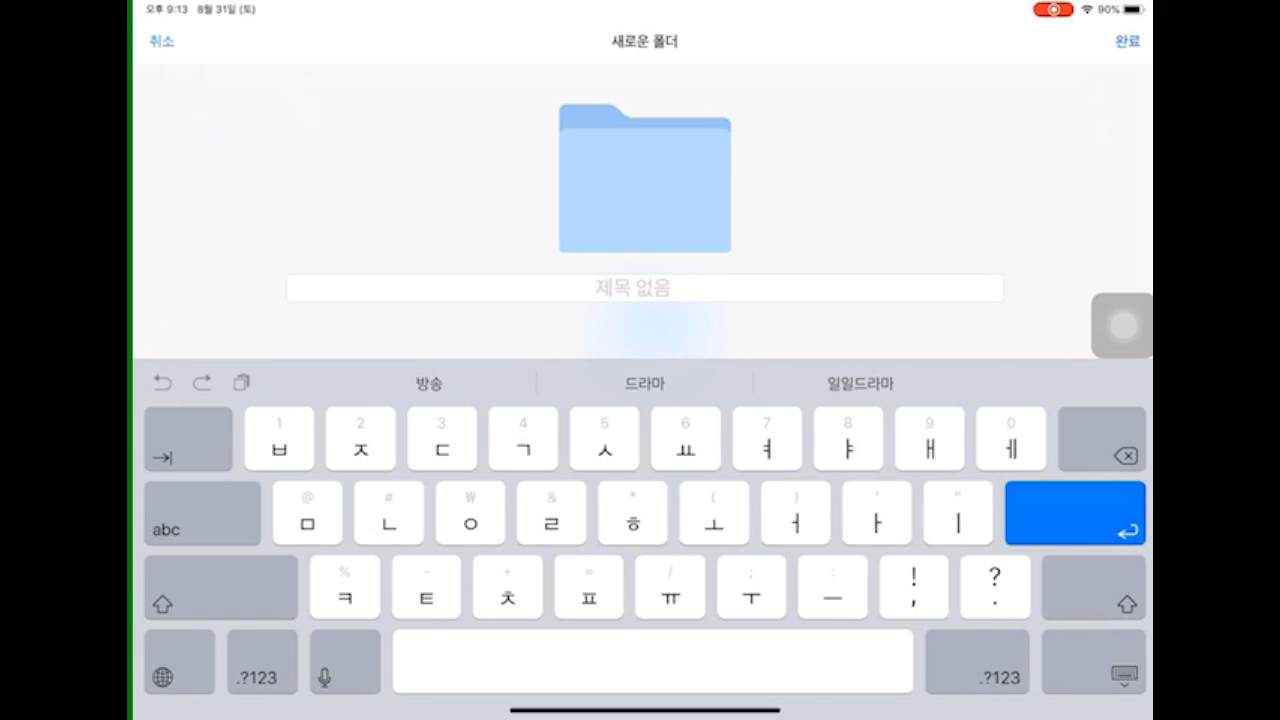 오후 9:13 8월 31일 (토) 90%
취소 새로운 폴더 완료
제목 없음
방송 드라마 일일드라마
1 2 3 4 5 6 7 8 9 0
ㅂ ㅈ ㄷ ㄱ ㅅ ㅛ ㅕ ㅑ ㅐ ㅔ
@ # ₩ & * ( ) ' "
abc ㅁ ㄴ ㅇ ㄹ ㅎ ㅗ ㅓ ㅏ ㅣ
% - + = / ; : ! ?
ㅋ ㅌ ㅊ ㅍ ㅠ ㅜ ㅡ , .
.?123 .?123